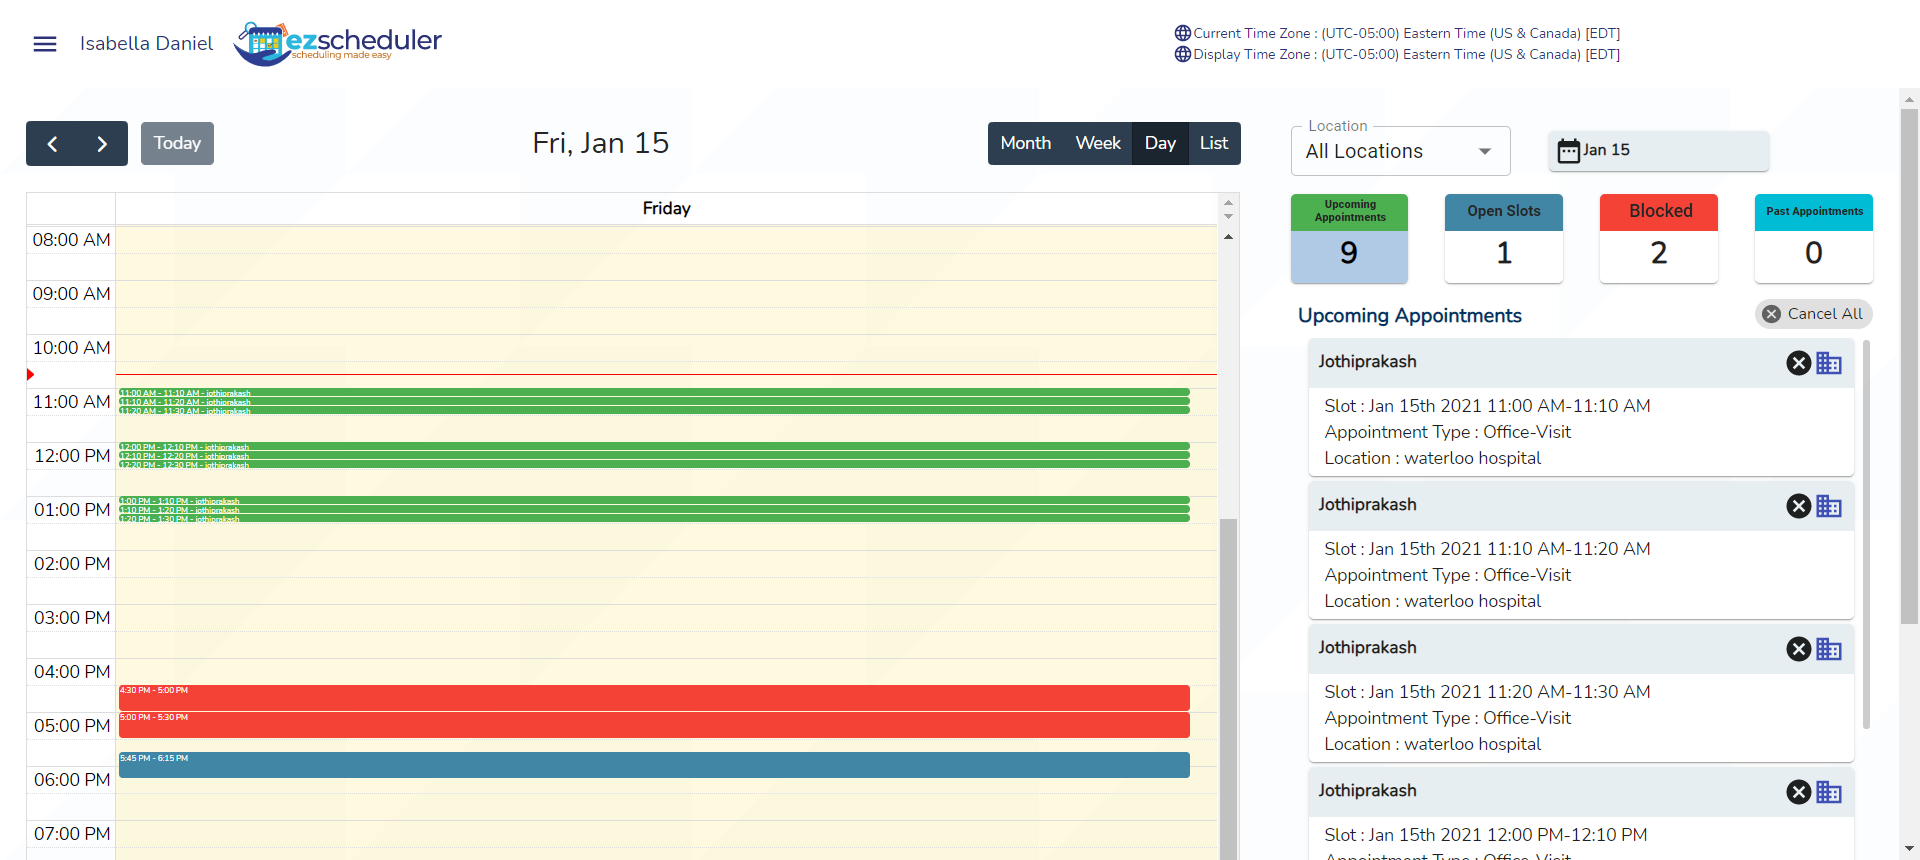 Isabella Daniel
ezscheduler
scheduling made easy
Current Time Zone : (UTC-05:00) Eastern Time (US & Canada) [EDT]
Display Time Zone : (UTC-05:00) Eastern Time (US & Canada) [EDT]
Today
Fri, Jan 15
Month Week Day List
Location
All Locations
Jan 15
Friday
08:00 AM
09:00 AM
10:00 AM
11:00 AM
11:00 AM - 11:10 AM - jothiprakash
11:10 AM - 11:20 AM - jothiprakash
11:20 AM - 11:30 AM - jothiprakash
12:00 PM
12:00 PM - 12:10 PM - jothiprakash
12:10 PM - 12:20 PM - jothiprakash
12:20 PM - 12:30 PM - jothiprakash
01:00 PM
1:00 PM - 1:10 PM - jothiprakash
1:10 PM - 1:20 PM - jothiprakash
1:20 PM - 1:30 PM - jothiprakash
02:00 PM
03:00 PM
04:00 PM
4:30 PM - 5:00 PM
05:00 PM
5:00 PM - 5:30 PM
5:45 PM - 6:15 PM
06:00 PM
07:00 PM
Upcoming
Appointments
9
Open Slots
1
Blocked
2
Past Appointments
0
Upcoming Appointments
Cancel All
Jothiprakash
Slot : Jan 15th 2021 11:00 AM-11:10 AM
Appointment Type : Office-Visit
Location : waterloo hospital
Jothiprakash
Slot : Jan 15th 2021 11:10 AM-11:20 AM
Appointment Type : Office-Visit
Location : waterloo hospital
Jothiprakash
Slot : Jan 15th 2021 11:20 AM-11:30 AM
Appointment Type : Office-Visit
Location : waterloo hospital
Jothiprakash
Slot : Jan 15th 2021 12:00 PM-12:10 PM
Appointment Type : Office-Visit